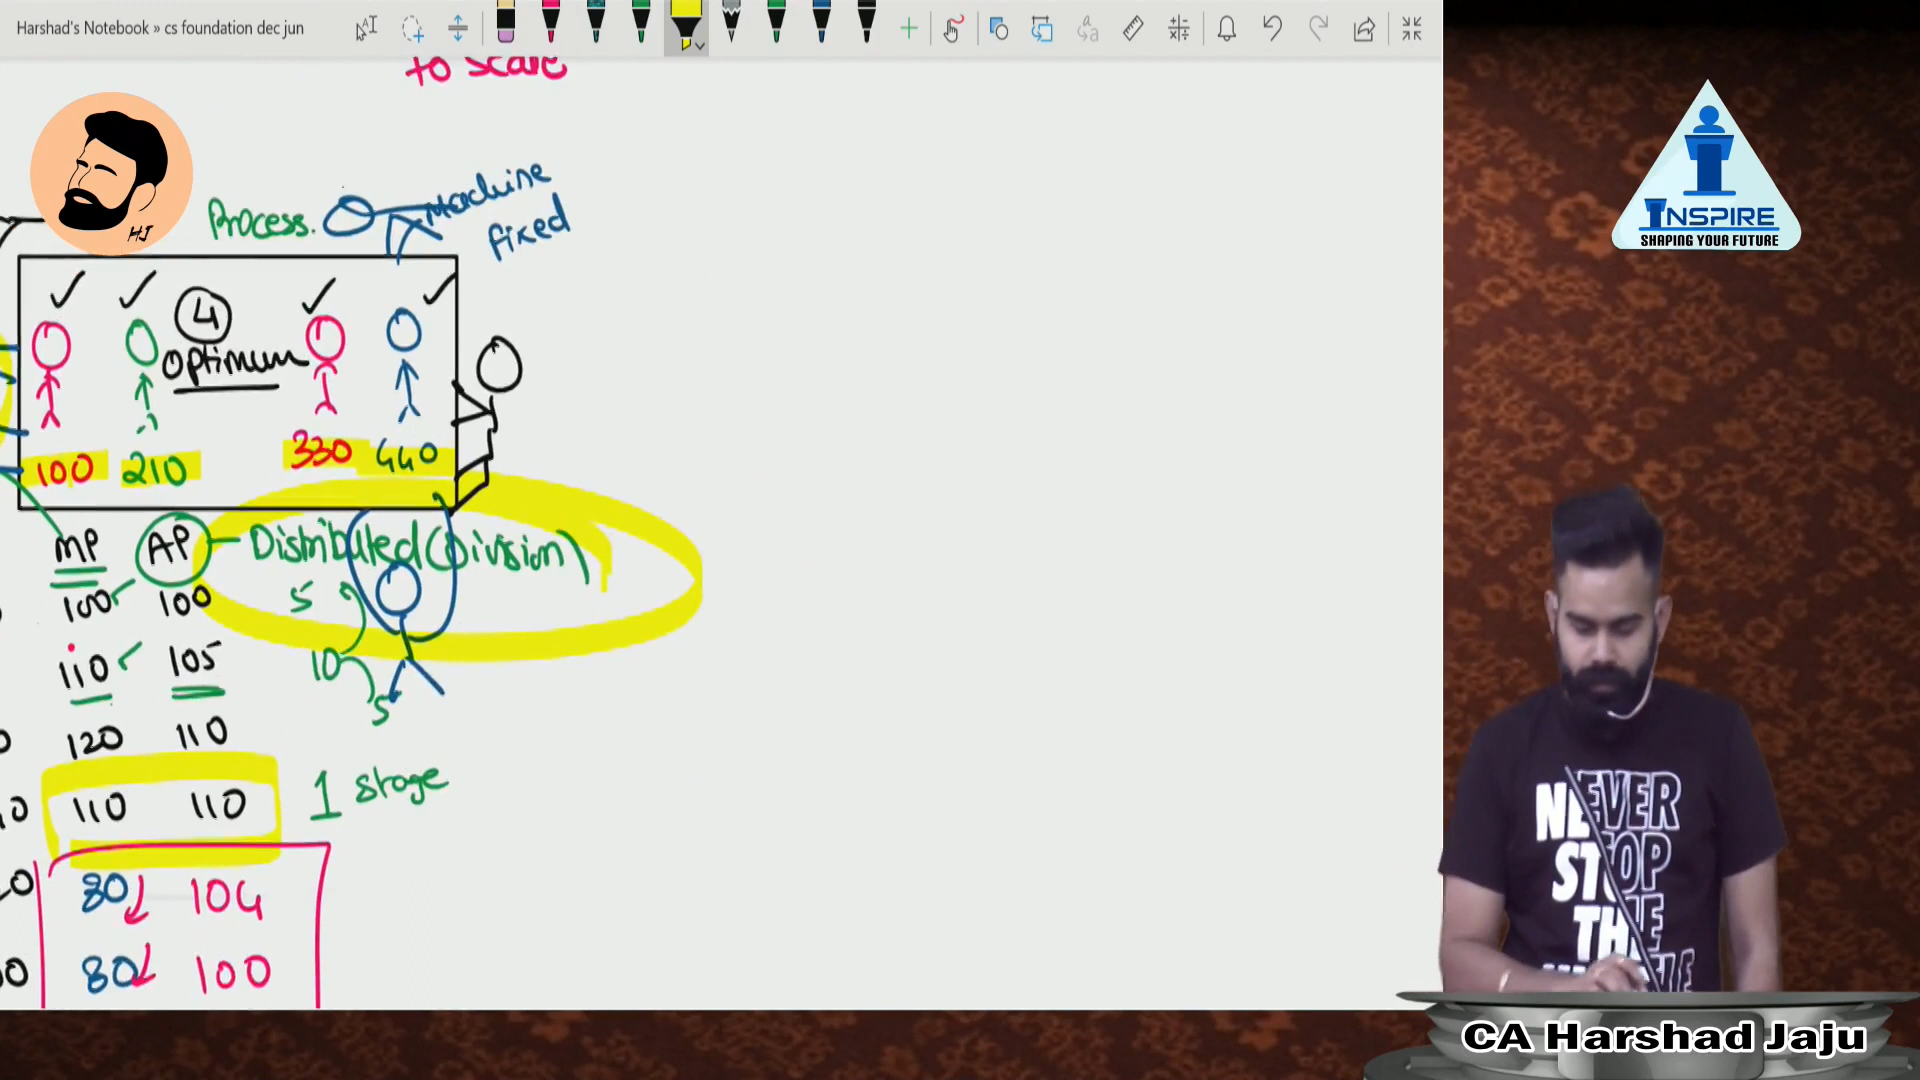 Harshad's Notebook » cs foundation dec jun
to scale
HJ
Process.
Machine
fixed
4
optimum
100 210 330 440
MP AP - Distributed (Division)
100 100 5
110 105 10
5
120 110
110 110 1 stage
80 104
80 100
INSPIRE
SHAPING YOUR FUTURE
NEVER
STOP
THE
CA Harshad Jaju